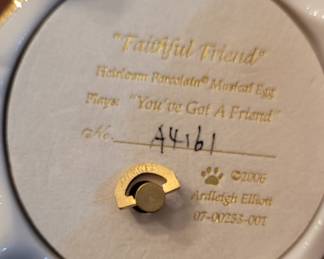 "Faithful Friend"
Heirloom Porcelain® Musical Egg
Plays: "You've Got A Friend"
No. A4161
©2006
Ardleigh Elliott
07-00253-001